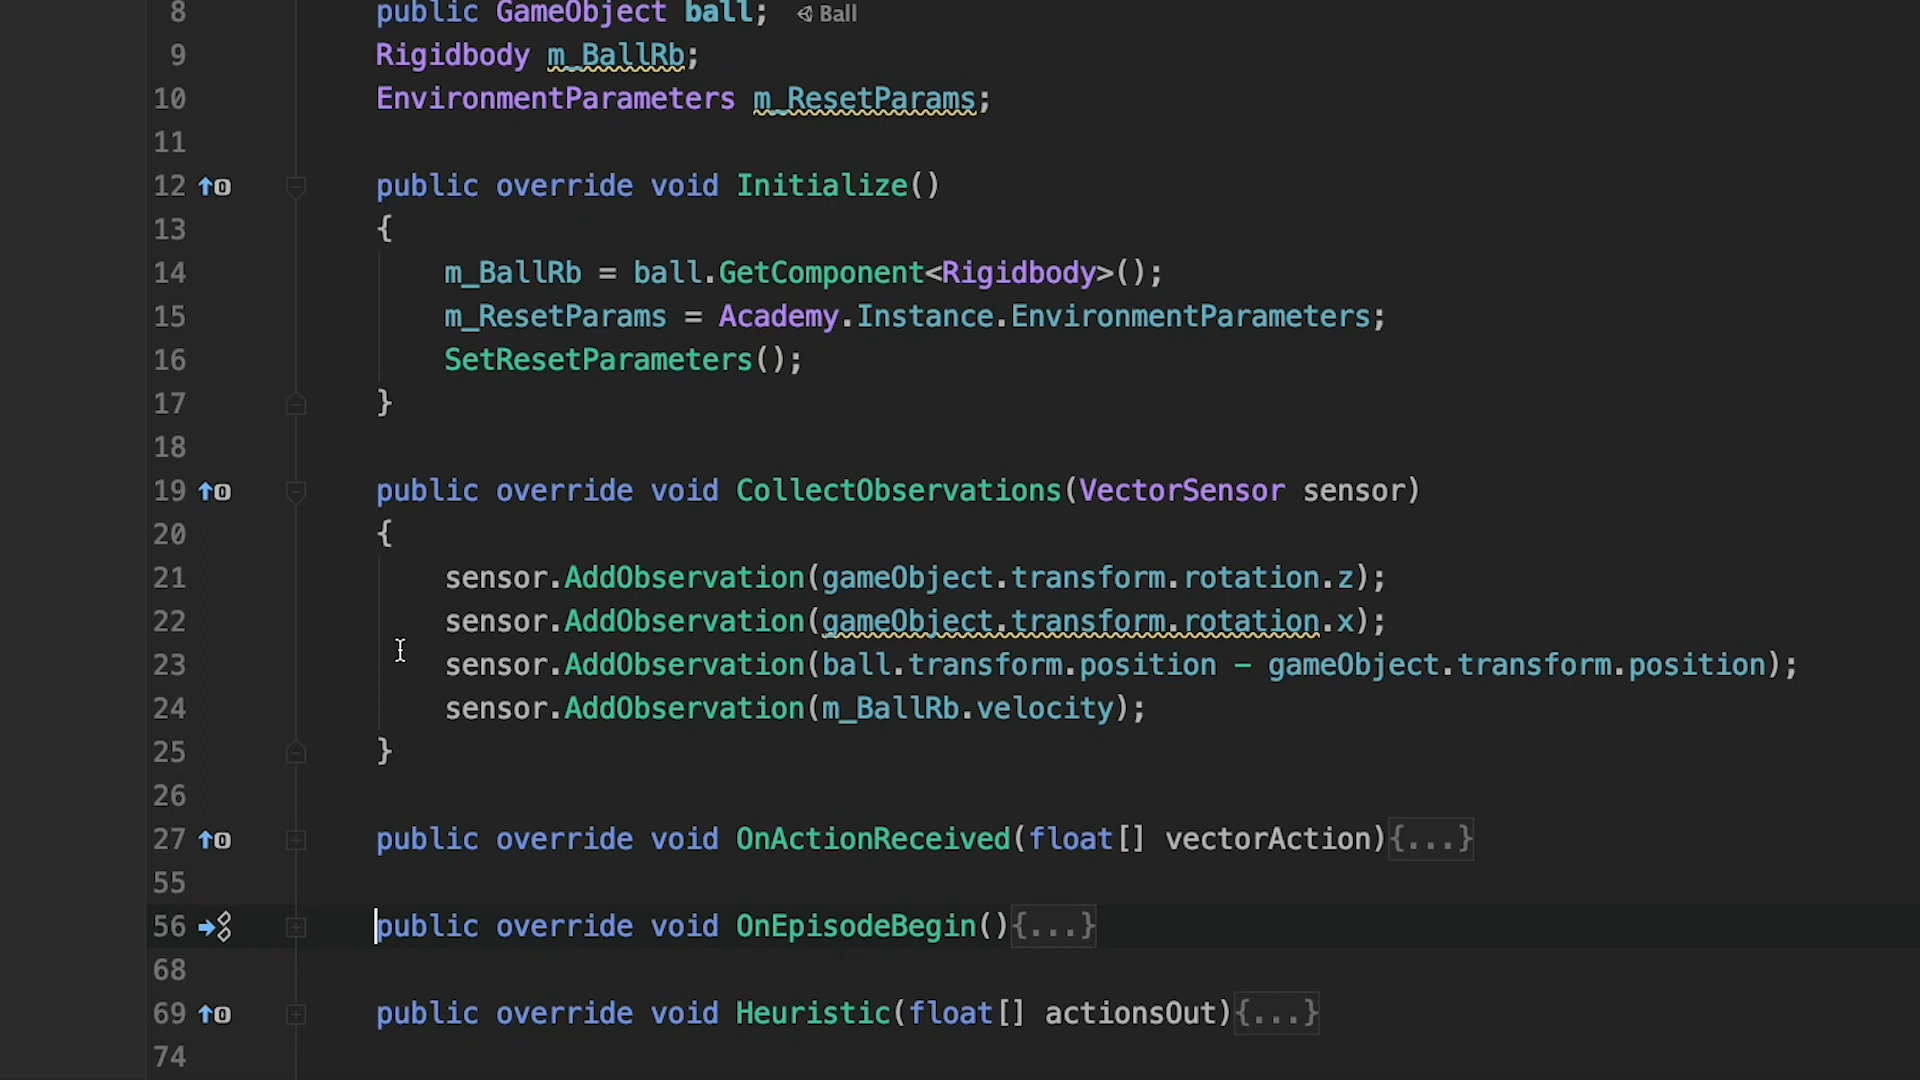 8 public GameObject ball; Ball
9 Rigidbody m_BallRb;
10 EnvironmentParameters m_ResetParams;
11
12 public override void Initialize()
13 {
14 m_BallRb = ball.GetComponent<Rigidbody>();
15 m_ResetParams = Academy.Instance.EnvironmentParameters;
16 SetResetParameters();
17 }
18
19 public override void CollectObservations(VectorSensor sensor)
20 {
21 sensor.AddObservation(gameObject.transform.rotation.z);
22 sensor.AddObservation(gameObject.transform.rotation.x);
23 sensor.AddObservation(ball.transform.position - gameObject.transform.position);
24 sensor.AddObservation(m_BallRb.velocity);
25 }
26
27 public override void OnActionReceived(float[] vectorAction){...}
55
56 public override void OnEpisodeBegin(){...}
68
69 public override void Heuristic(float[] actionsOut){...}
74